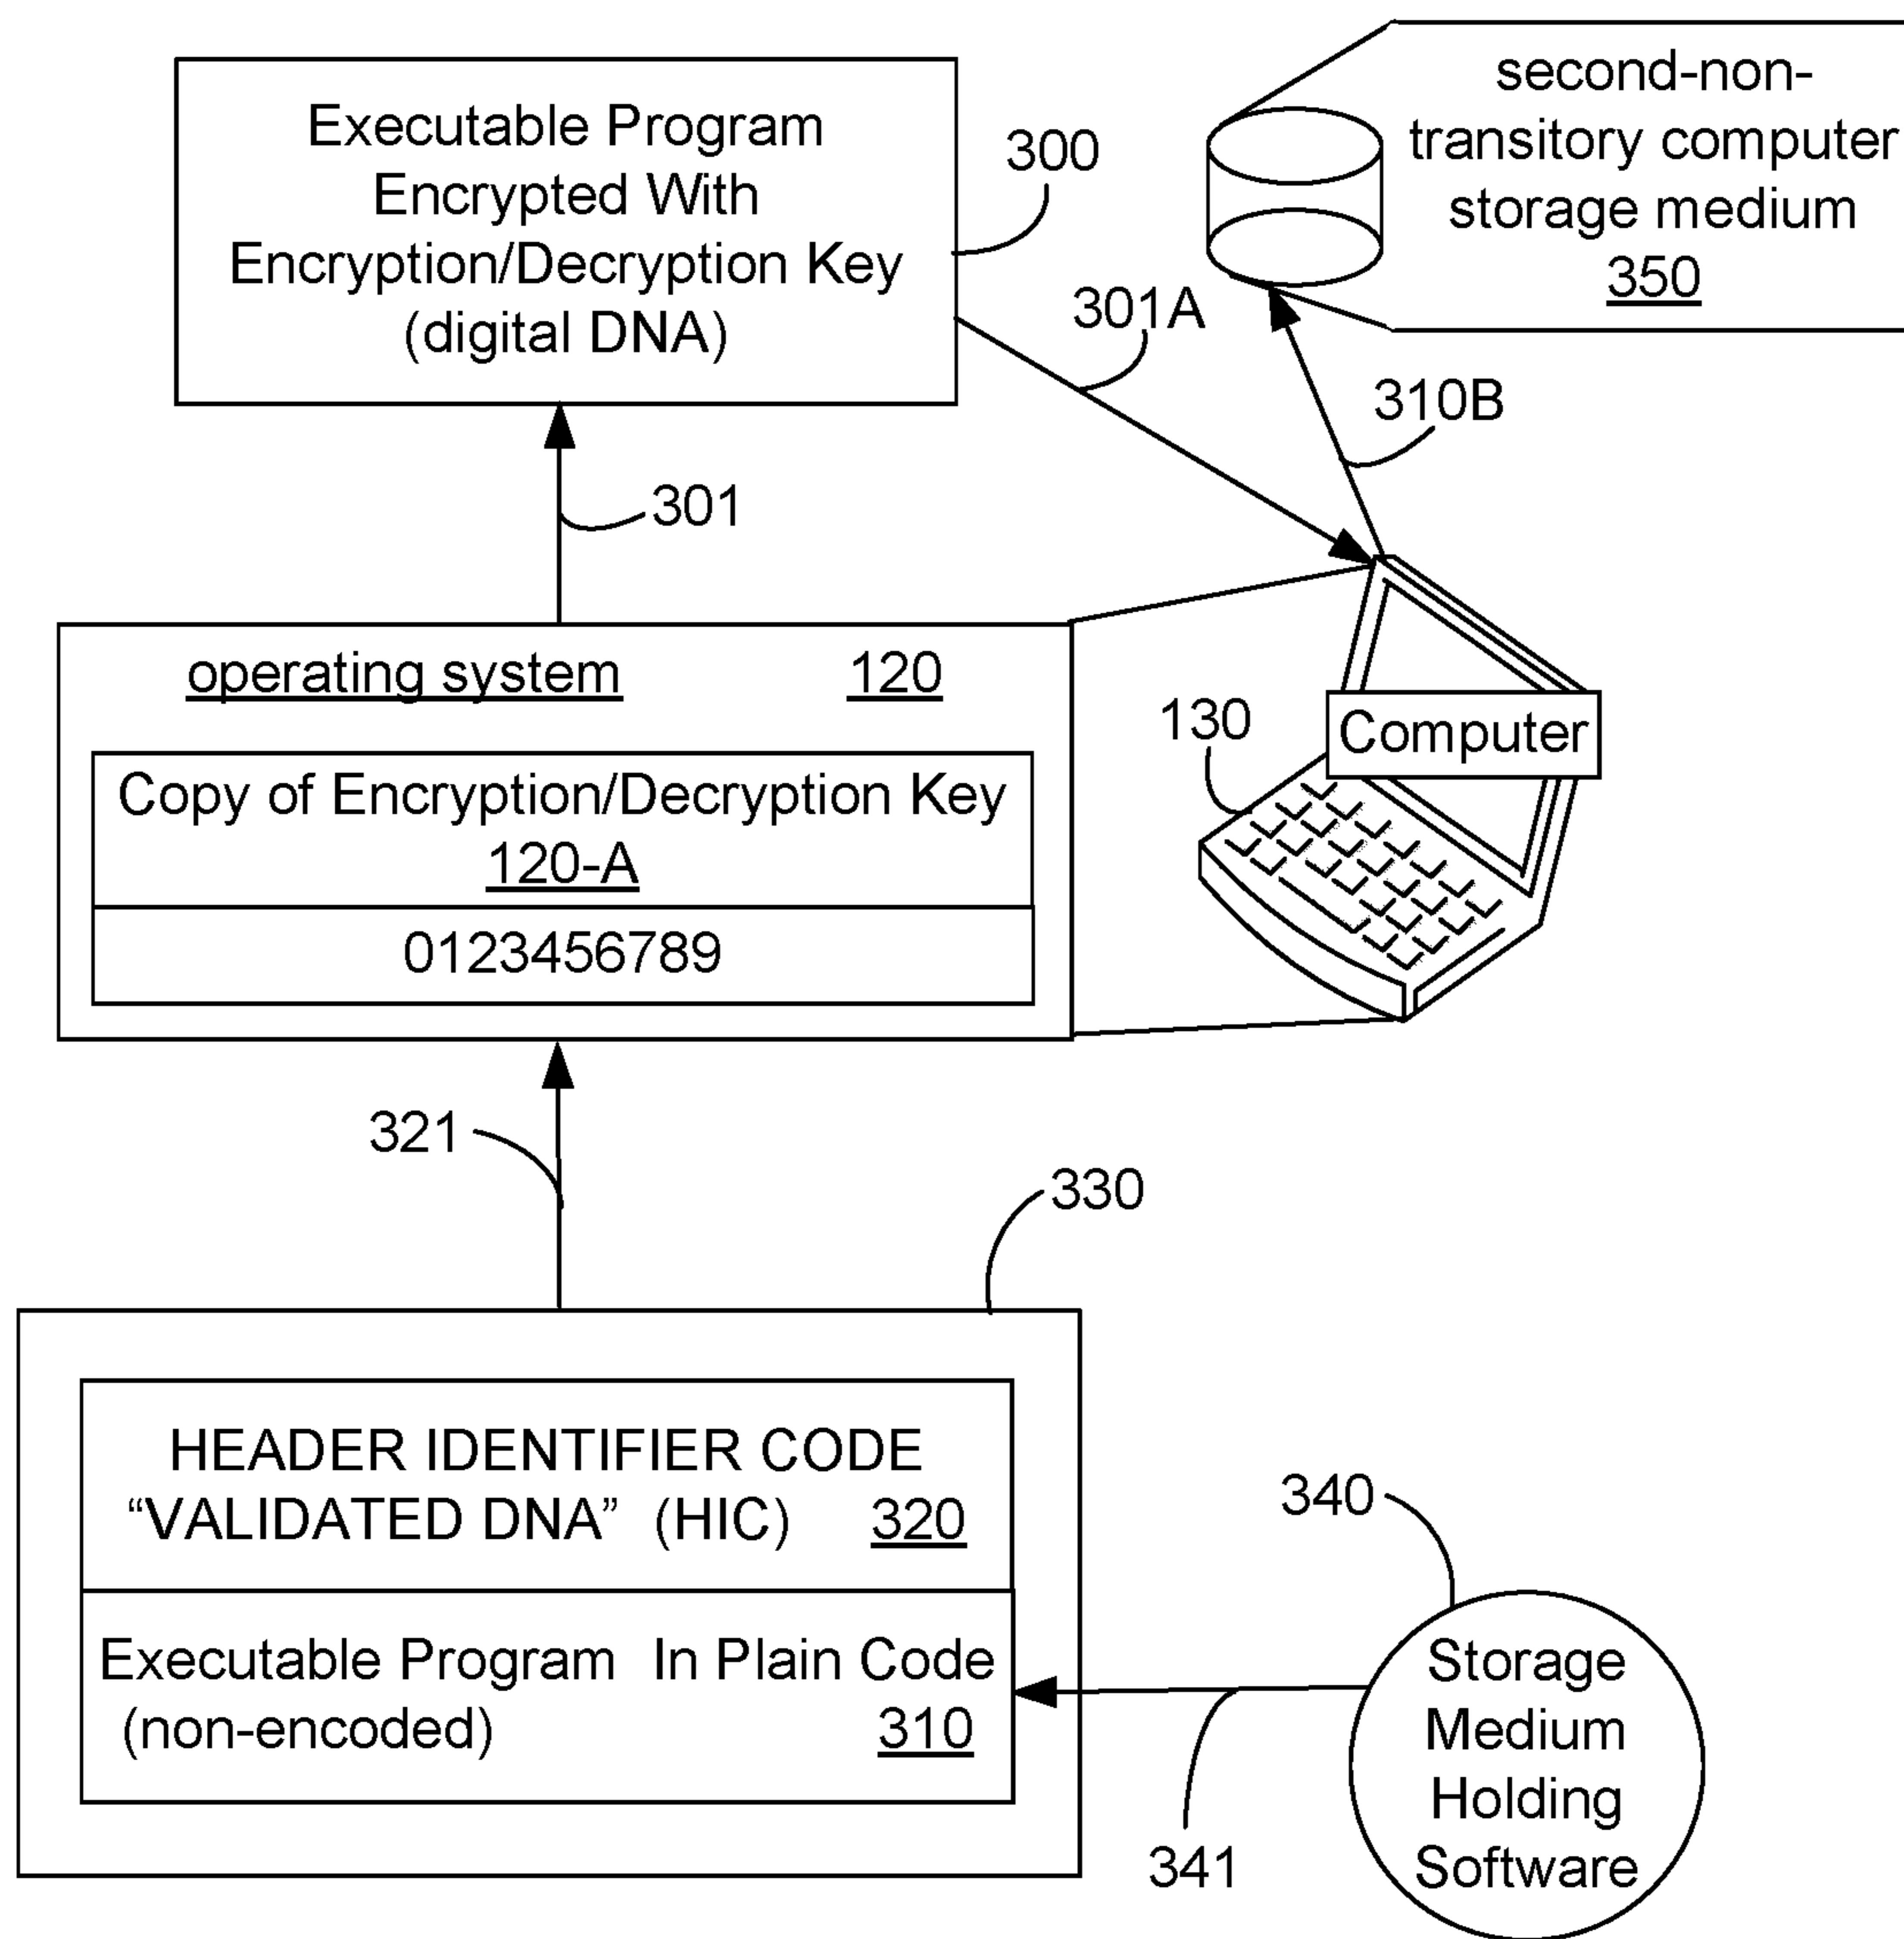 Executable Program
Encrypted With
Encryption/Decryption Key
(digital DNA)
300
second-non-
transitory computer
storage medium
350
301A
310B
301
operating system 120
Copy of Encryption/Decryption Key
120-A
0123456789
130
Computer
321
330
HEADER IDENTIFIER CODE
“VALIDATED DNA” (HIC) 320
Executable Program In Plain Code
(non-encoded) 310
340
341
Storage
Medium
Holding
Software